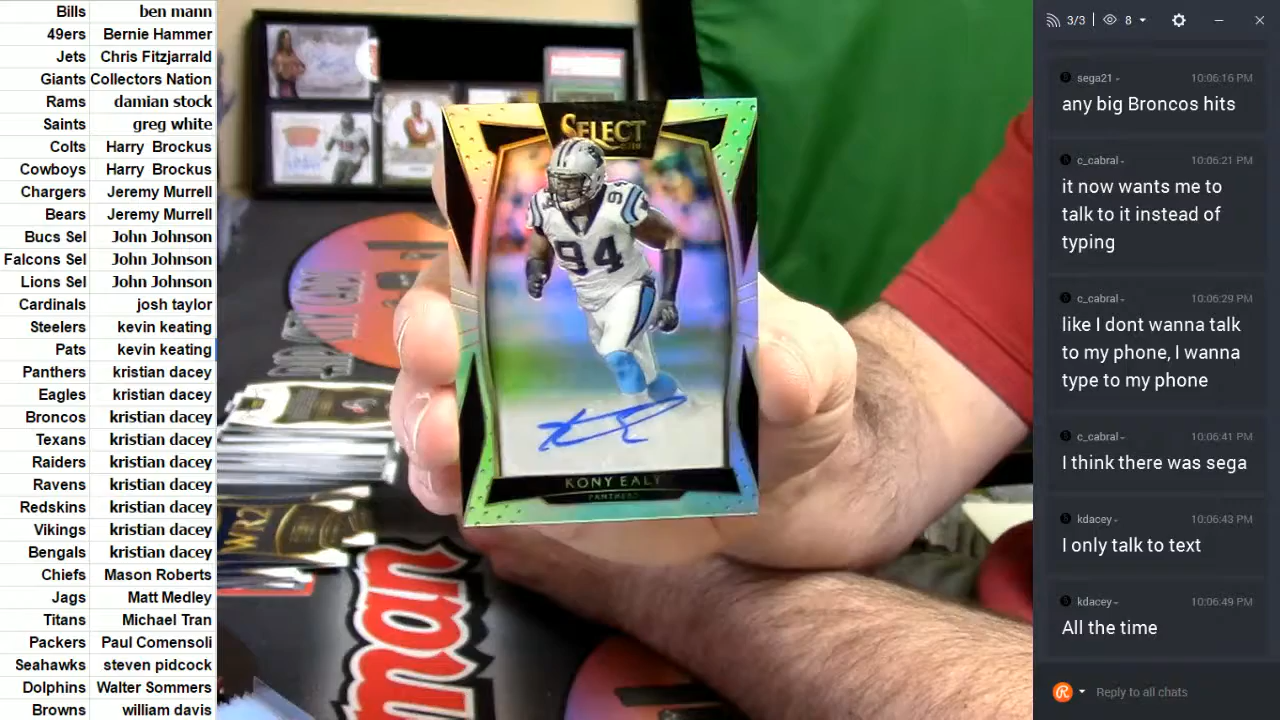 Bills ben mann
49ers Bernie Hammer
Jets Chris Fitzjarrald
Giants Collectors Nation
Rams damian stock
Saints greg white
Colts Harry Brockus
Cowboys Harry Brockus
Chargers Jeremy Murrell
Bears Jeremy Murrell
Bucs Sel John Johnson
Falcons Sel John Johnson
Lions Sel John Johnson
Cardinals josh taylor
Steelers kevin keating
Pats kevin keating
Panthers kristian dacey
Eagles kristian dacey
Broncos kristian dacey
Texans kristian dacey
Raiders kristian dacey
Ravens kristian dacey
Redskins kristian dacey
Vikings kristian dacey
Bengals kristian dacey
Chiefs Mason Roberts
Jags Matt Medley
Titans Michael Tran
Packers Paul Comensoli
Seahawks steven pidcock
Dolphins Walter Sommers
Browns william davis
SELECT
94
94
KONY EALY
PANTHERS
WR2
man
3/3 8
sega21 10:06:16 PM
any big Broncos hits
c_cabral 10:06:21 PM
it now wants me to
talk to it instead of
typing
c_cabral 10:06:29 PM
like I dont wanna talk
to my phone, I wanna
type to my phone
c_cabral 10:06:41 PM
I think there was sega
kdacey 10:06:43 PM
I only talk to text
kdacey 10:06:49 PM
All the time
Reply to all chats